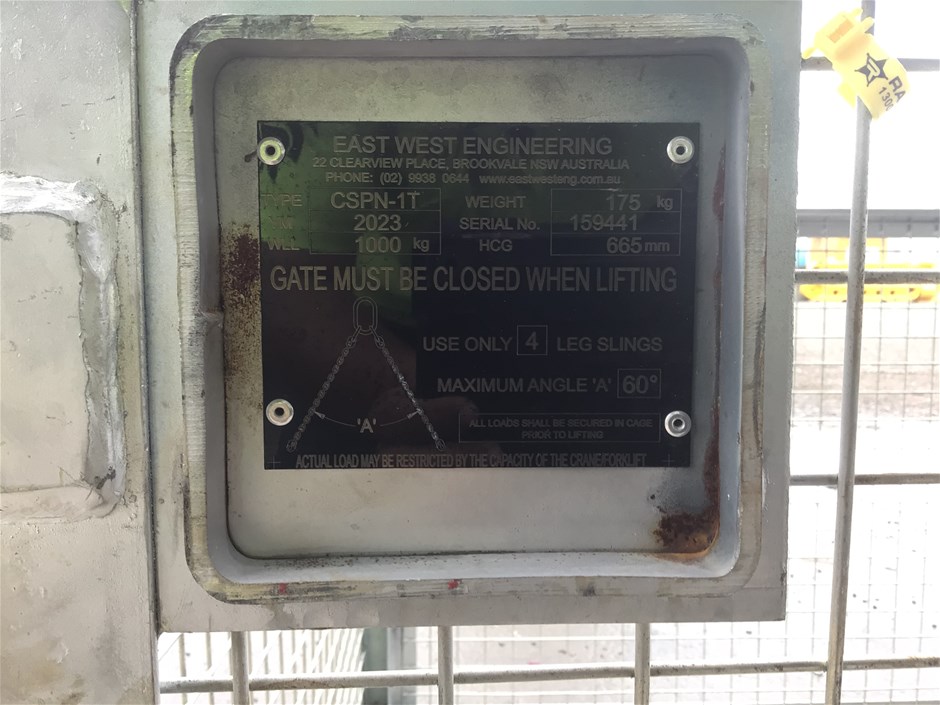 EAST WEST ENGINEERING
22 CLEARVIEW PLACE, BROOKVALE NSW AUSTRALIA
PHONE: (02) 9938 0644 www.eastwesteng.com.au
TYPE CSPN-1T WEIGHT 175 kg
2023 SERIAL No. 159441
WLL 1000 kg HCG 665 mm
GATE MUST BE CLOSED WHEN LIFTING
USE ONLY 4 LEG SLINGS
MAXIMUM ANGLE 'A' 60°
'A'
ALL LOADS SHALL BE SECURED IN CAGE
PRIOR TO LIFTING
ACTUAL LOAD MAY BE RESTRICTED BY THE CAPACITY OF THE CRANE/FORKLIFT
R RA